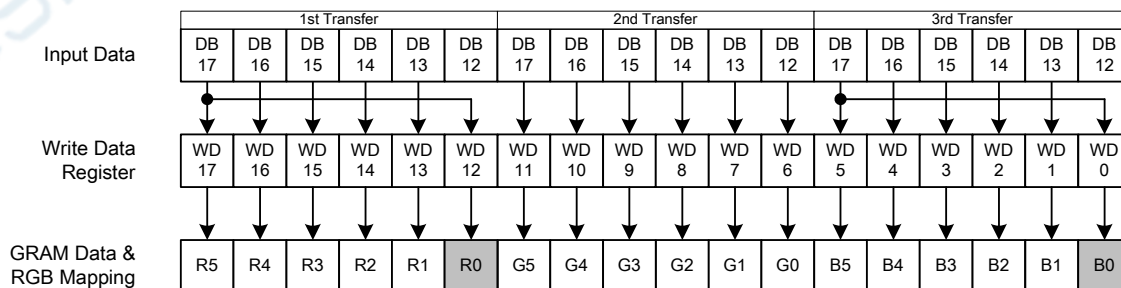 1st Transfer 2nd Transfer 3rd Transfer
Input Data
DB 17 DB 16 DB 15 DB 14 DB 13 DB 12 DB 17 DB 16 DB 15 DB 14 DB 13 DB 12 DB 17 DB 16 DB 15 DB 14 DB 13 DB 12
Write Data
Register
WD 17 WD 16 WD 15 WD 14 WD 13 WD 12 WD 11 WD 10 WD 9 WD 8 WD 7 WD 6 WD 5 WD 4 WD 3 WD 2 WD 1 WD 0
GRAM Data &
RGB Mapping
R5 R4 R3 R2 R1 R0 G5 G4 G3 G2 G1 G0 B5 B4 B3 B2 B1 B0